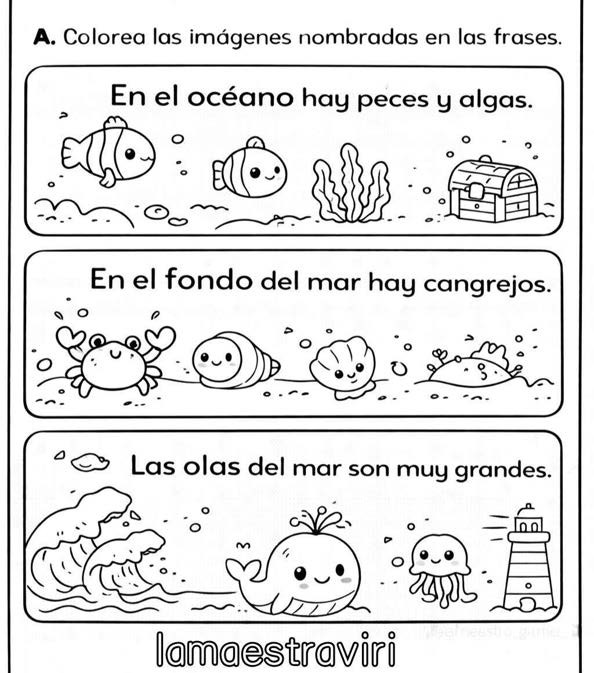 A. Colorea las imágenes nombradas en las frases.
En el océano hay peces y algas.
En el fondo del mar hay cangrejos.
Las olas del mar son muy grandes.
lamaestraviri